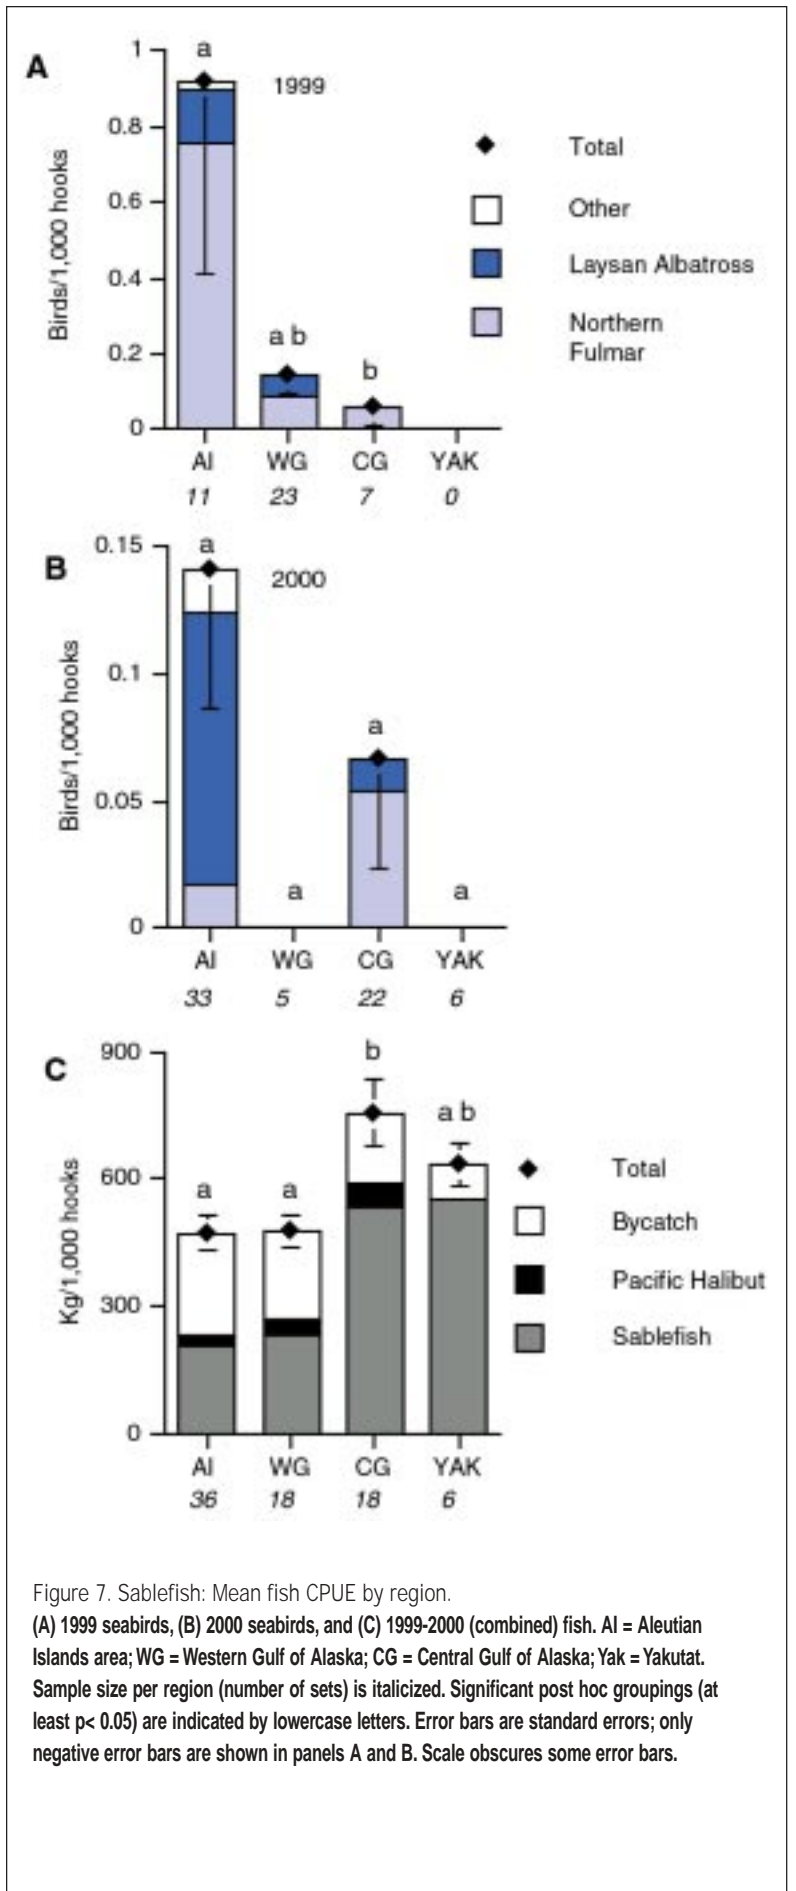 A
1999
a
a b
b
1
0.8
0.6
0.4
0.2
0
Birds/1,000 hooks
AI WG CG YAK
11 23 7 0
Total
Other
Laysan Albatross
Northern
Fulmar
B
2000
a
a
a
a
0.15
0.1
0.05
0
Birds/1,000 hooks
AI WG CG YAK
33 5 22 6
C
a
a
b
a b
900
600
300
0
Kg/1,000 hooks
AI WG CG YAK
36 18 18 6
Total
Bycatch
Pacific Halibut
Sablefish
Figure 7. Sablefish: Mean fish CPUE by region.
(A) 1999 seabirds, (B) 2000 seabirds, and (C) 1999-2000 (combined) fish. AI = Aleutian
Islands area; WG = Western Gulf of Alaska; CG = Central Gulf of Alaska; Yak = Yakutat.
Sample size per region (number of sets) is italicized. Significant post hoc groupings (at
least p< 0.05) are indicated by lowercase letters. Error bars are standard errors; only
negative error bars are shown in panels A and B. Scale obscures some error bars.